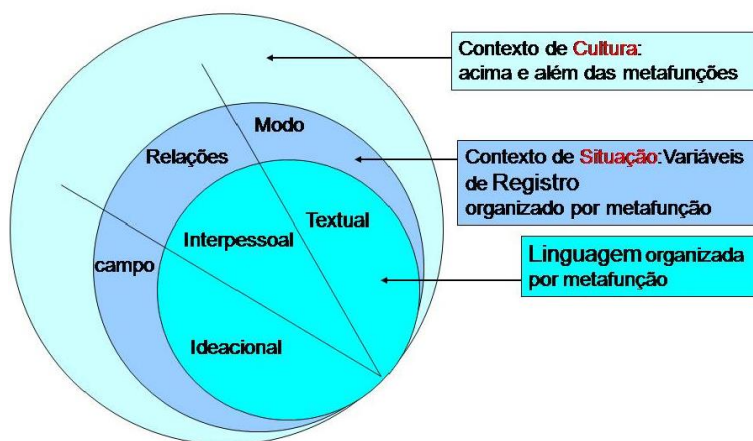 Contexto de Cultura:
acima e além das metafunções
Modo
Relações
Contexto de Situação:Variáveis
de Registro
organizado por metafunção
Textual
Interpessoal
campo
Linguagem organizada
por metafunção
Ideacional